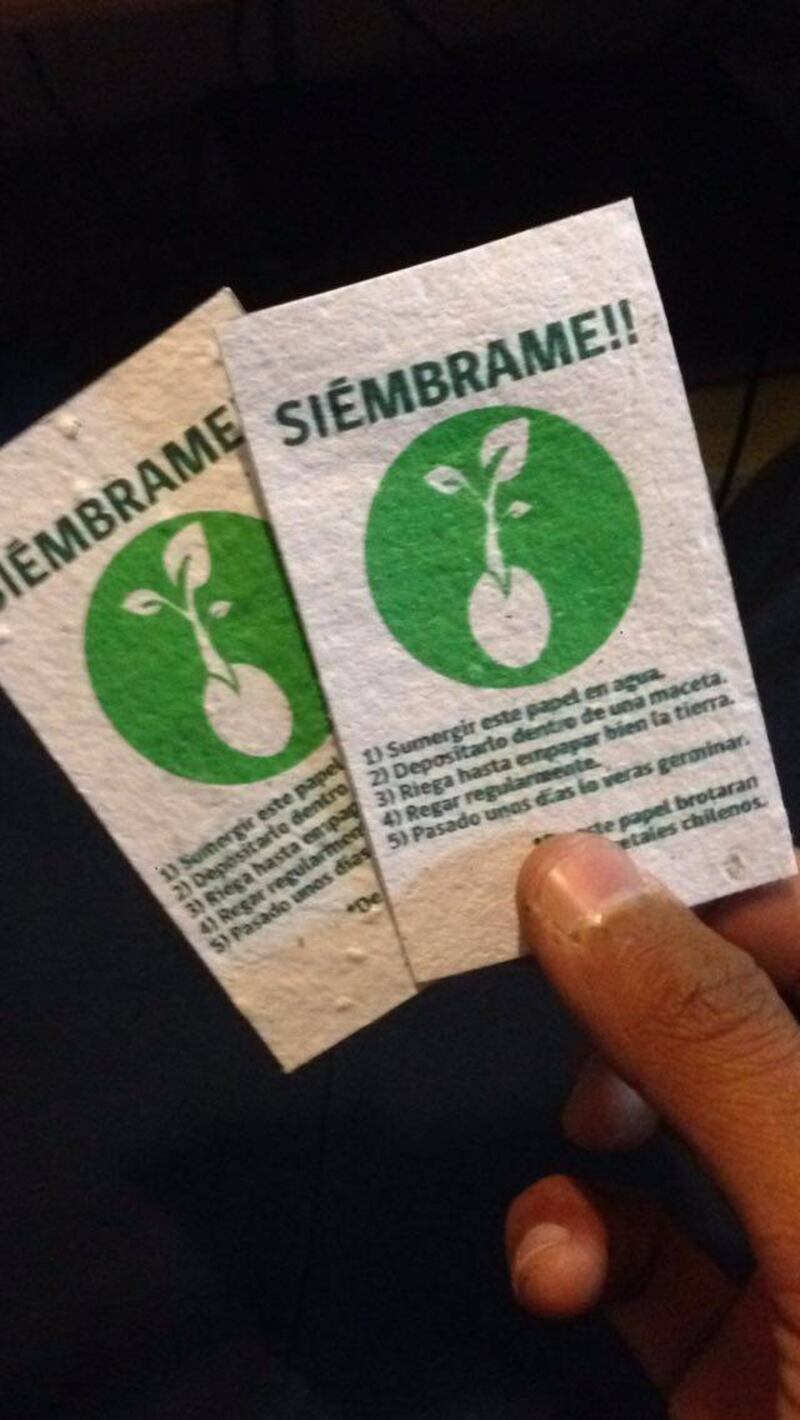 SIÉMBRAME!!
1) Sumergir este papel en agua.
2) Depositarlo dentro de una maceta.
3) Riega hasta empapar bien la tierra.
4) Regar regularmente.
5) Pasado unos días lo veras germinar.
este papel brotaran
chilenos.
SIÉMBRAME
1) Sumergir este papel
2) Depositarlo dentro
3) Riega hasta
4) Regar
5) Pasado unos días
*De